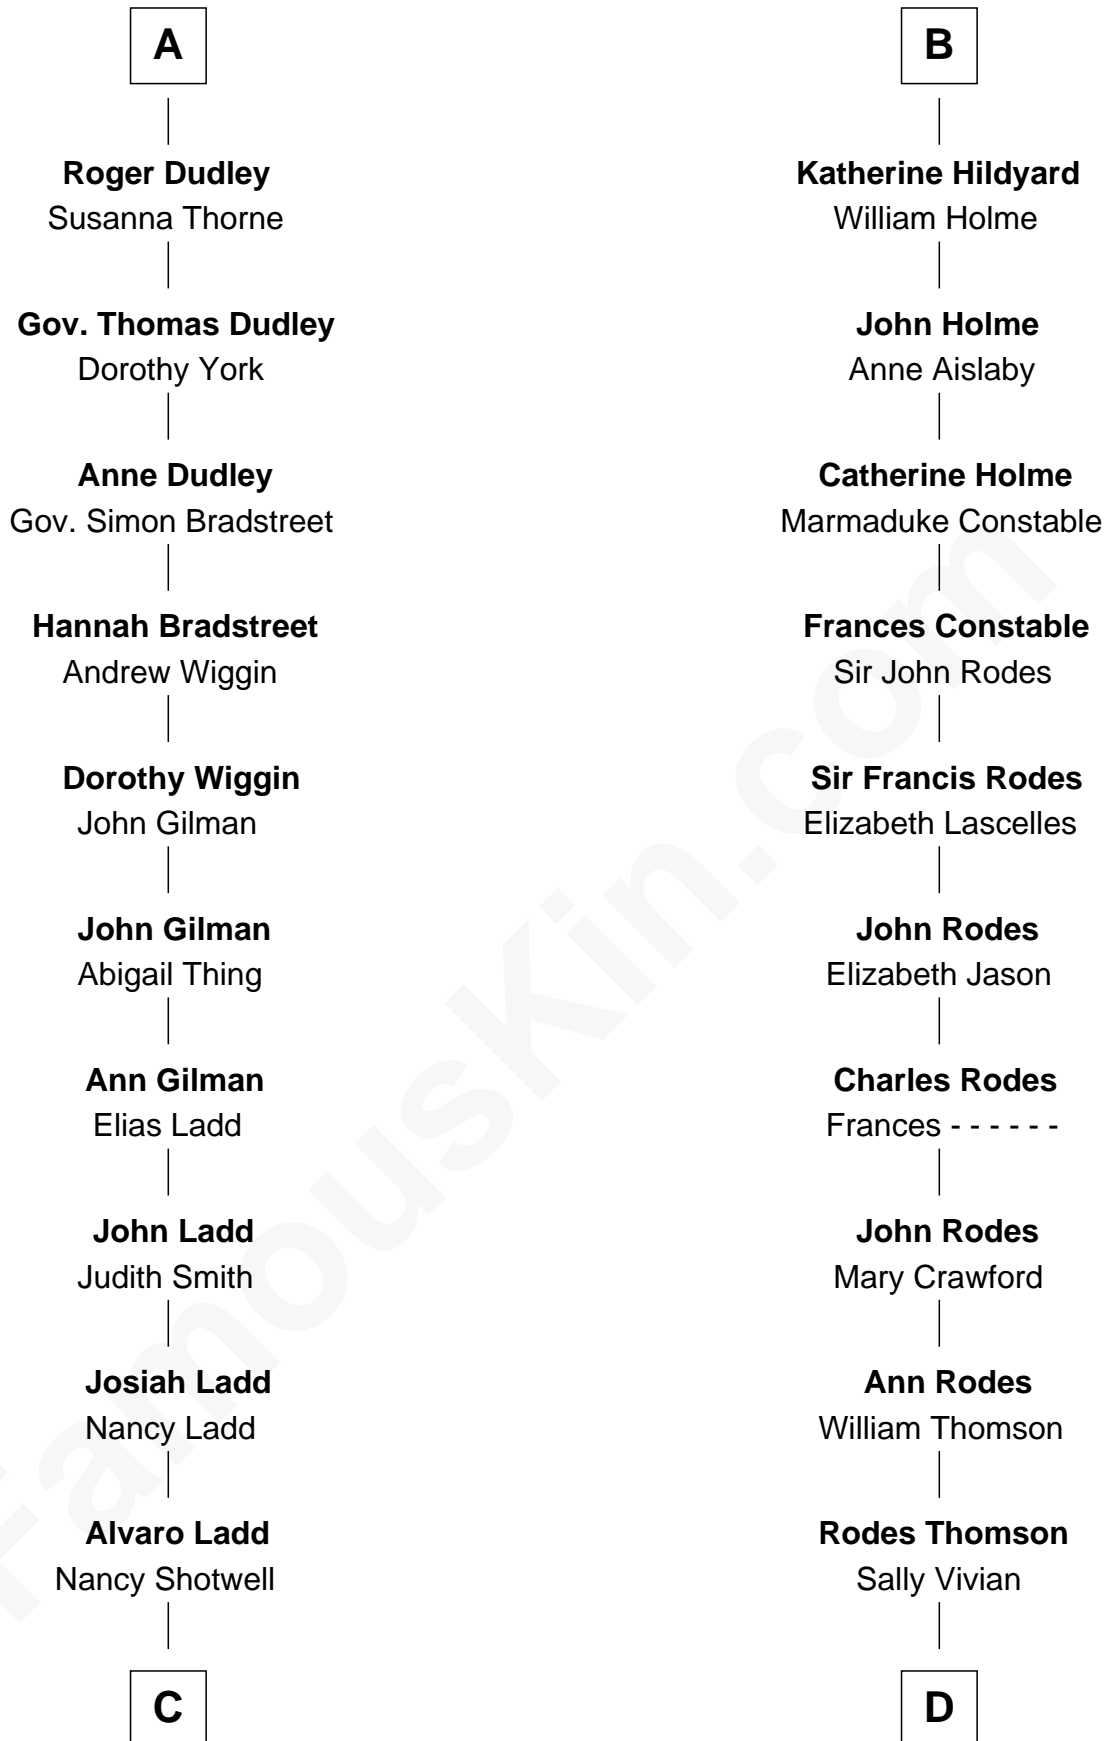 A
Roger Dudley
Susanna Thorne
Gov. Thomas Dudley
Dorothy York
Anne Dudley
Gov. Simon Bradstreet
Hannah Bradstreet
Andrew Wiggin
Dorothy Wiggin
John Gilman
John Gilman
Abigail Thing
Ann Gilman
Elias Ladd
John Ladd
Judith Smith
Josiah Ladd
Nancy Ladd
Alvaro Ladd
Nancy Shotwell
C
B
Katherine Hildyard
William Holme
John Holme
Anne Aislaby
Catherine Holme
Marmaduke Constable
Frances Constable
Sir John Rodes
Sir Francis Rodes
Elizabeth Lascelles
John Rodes
Elizabeth Jason
Charles Rodes
Frances - - - - - -
John Rodes
Mary Crawford
Ann Rodes
William Thomson
Rodes Thomson
Sally Vivian
D
FamousKin.com